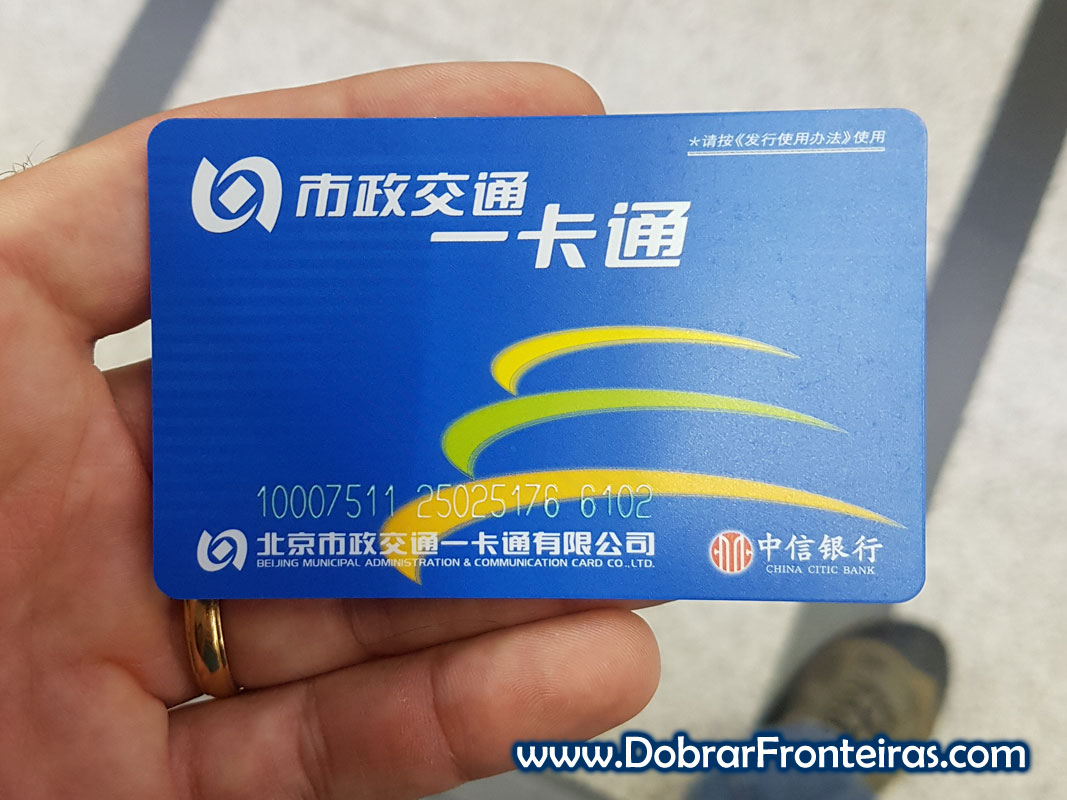 *请按《发行使用办法》使用
市政交通
一卡通
10007511 25025176 6102
北京市政交通一卡通有限公司
BEIJING MUNICIPAL ADMINISTRATION & COMMUNICATION CARD CO.,LTD.
中信银行
CHINA CITIC BANK
www.DobrarFronteiras.com